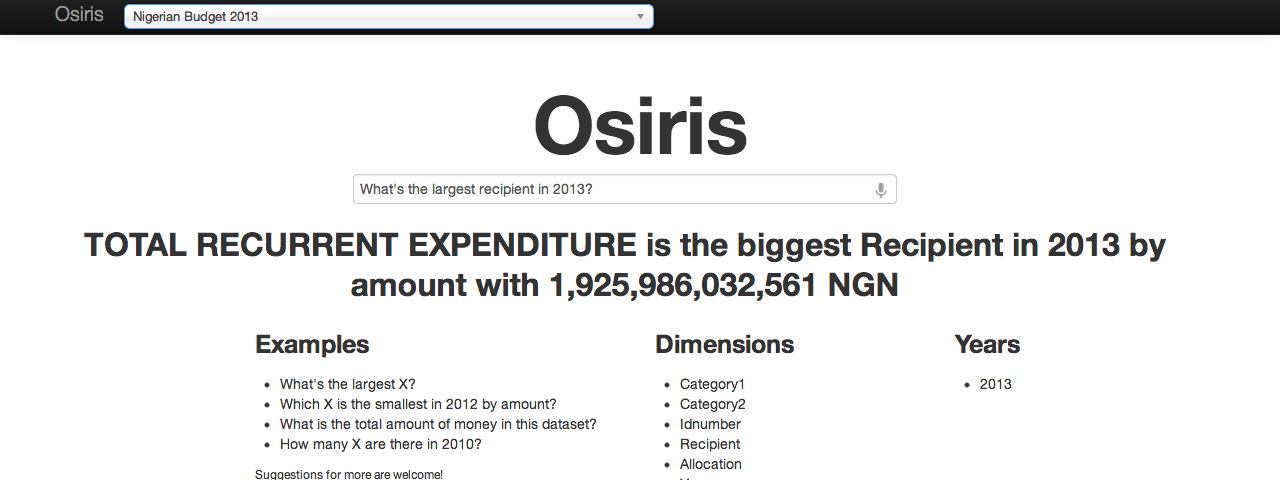 Osiris
Nigerian Budget 2013
Osiris
What's the largest recipient in 2013?
TOTAL RECURRENT EXPENDITURE is the biggest Recipient in 2013 by
amount with 1,925,986,032,561 NGN
Examples
What's the largest X?
Which X is the smallest in 2012 by amount?
What is the total amount of money in this dataset?
How many X are there in 2010?
Suggestions for more are welcome!
Dimensions
Category1
Category2
Idnumber
Recipient
Allocation
Years
2013